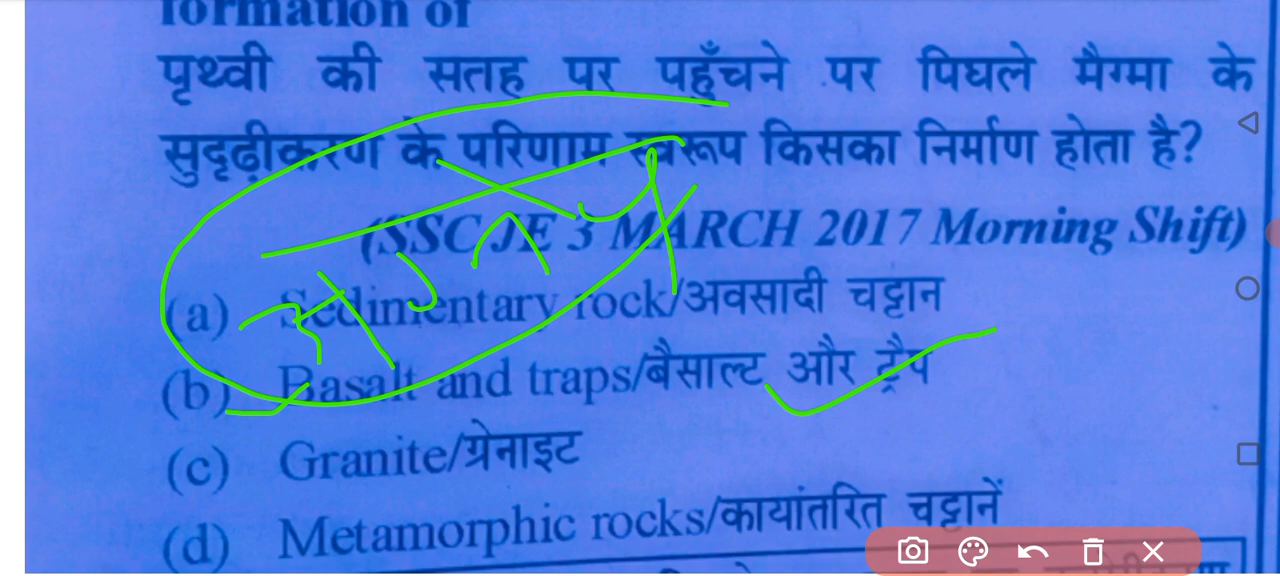 formation of
पृथ्वी की सतह पर पहुँचने पर पिघले मैग्मा के
सुदृढ़ीकरण के परिणाम स्वरूप किसका निर्माण होता है?
(SSC JE 3 MARCH 2017 Morning Shift)
(a) Sedimentary rock/अवसादी चट्टान
(b) Basalt and traps/बैसाल्ट और ट्रैप
(c) Granite/ग्रेनाइट
(d) Metamorphic rocks/कायांतरित चट्टानें